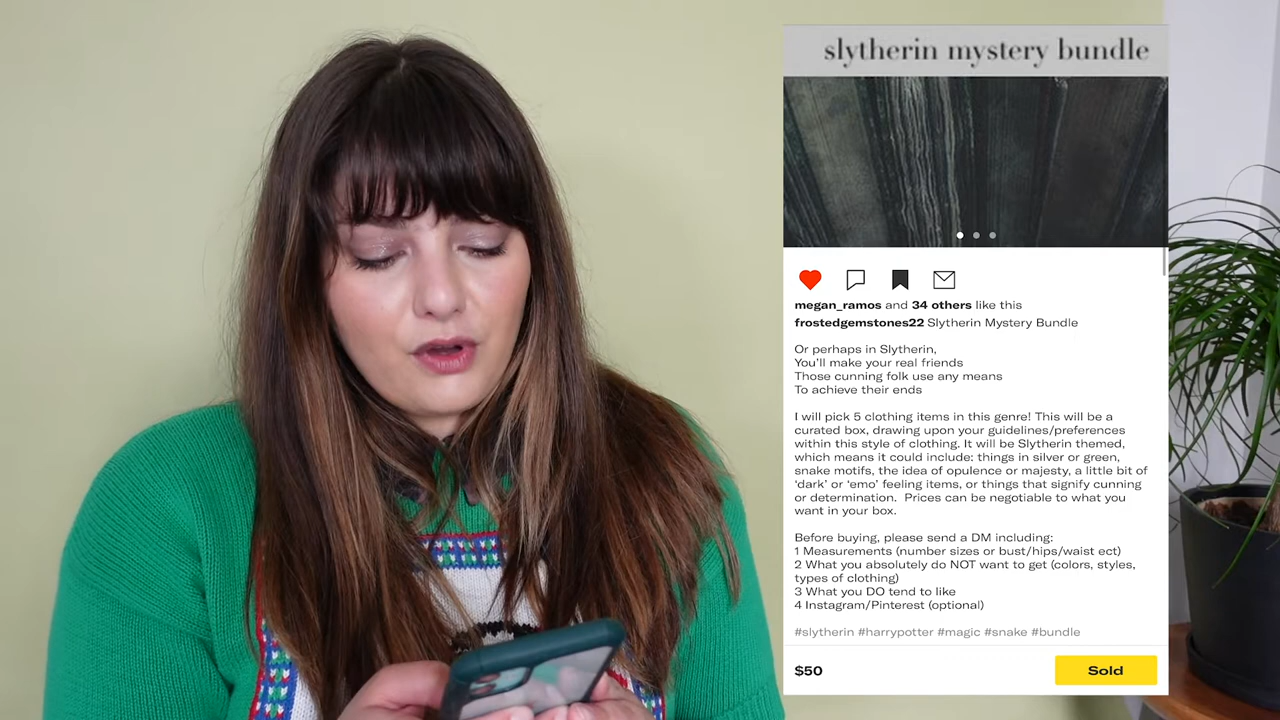 slytherin mystery bundle
megan_ramos and 34 others like this
frostedgemstones22 Slytherin Mystery Bundle
Or perhaps in Slytherin,
You'll make your real friends
Those cunning folk use any means
To achieve their ends
I will pick 5 clothing items in this genre! This will be a
curated box, drawing upon your guidelines/preferences
within this style of clothing. It will be Slytherin themed,
which means it could include: things in silver or green,
snake motifs, the idea of opulence or majesty, a little bit of
'dark' or 'emo' feeling items, or things that signify cunning
or determination.  Prices can be negotiable to what you
want in your box.
Before buying, please send a DM including:
1 Measurements (number sizes or bust/hips/waist ect)
2 What you absolutely do NOT want to get (colors, styles,
types of clothing)
3 What you DO tend to like
4 Instagram/Pinterest (optional)
#slytherin #harrypotter #magic #snake #bundle
$50
Sold